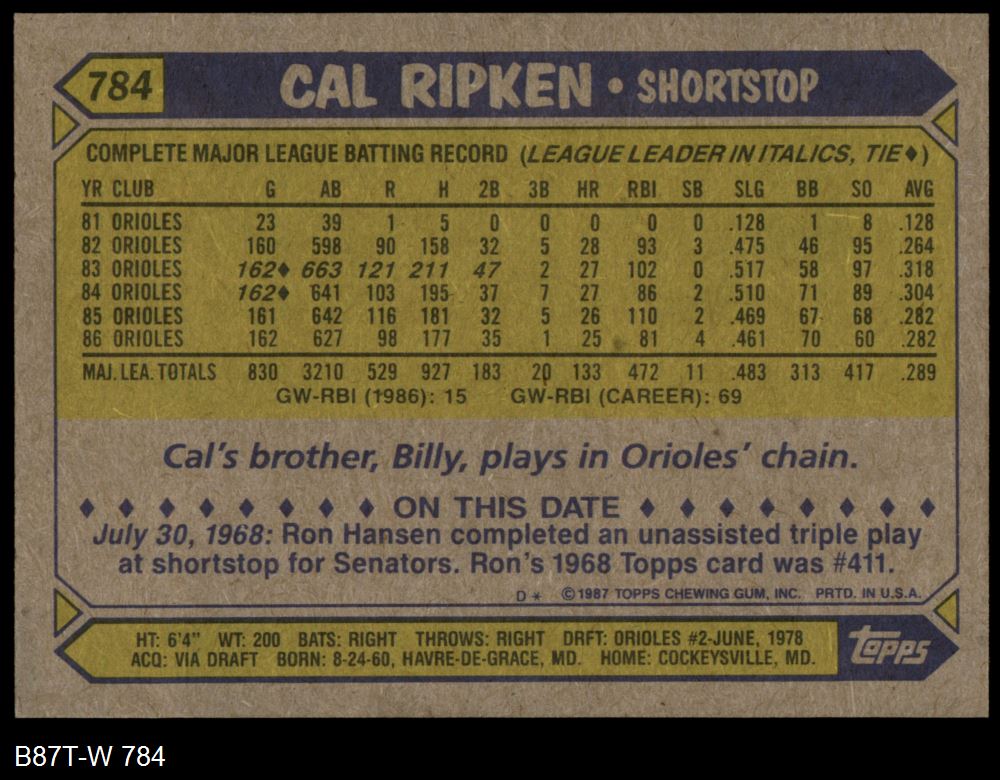 784 CAL RIPKEN • SHORTSTOP
COMPLETE MAJOR LEAGUE BATTING RECORD (LEAGUE LEADER IN ITALICS, TIE♦)
YR CLUB G AB R H 2B 3B HR RBI SB SLG BB SO AVG
81 ORIOLES 23 39 1 5 0 0 0 0 0 .128 1 8 .128
82 ORIOLES 160 598 90 158 32 5 28 93 3 .475 46 95 .264
83 ORIOLES 162♦ 663 121 211 47 2 27 102 0 .517 58 97 .318
84 ORIOLES 162♦ 641 103 195 37 7 27 86 2 .510 71 89 .304
85 ORIOLES 161 642 116 181 32 5 26 110 2 .469 67 68 .282
86 ORIOLES 162 627 98 177 35 1 25 81 4 .461 70 60 .282
MAJ. LEA. TOTALS 830 3210 529 927 183 20 133 472 11 .483 313 417 .289
GW-RBI (1986): 15 GW-RBI (CAREER): 69
Cal's brother, Billy, plays in Orioles' chain.
♦ ♦ ♦ ♦ ♦ ♦ ♦ ♦ ON THIS DATE ♦ ♦ ♦ ♦ ♦ ♦ ♦ ♦
July 30, 1968: Ron Hansen completed an unassisted triple play
at shortstop for Senators. Ron's 1968 Topps card was #411.
D * ©1987 TOPPS CHEWING GUM, INC. PRTD. IN U.S.A.
HT: 6'4" WT: 200 BATS: RIGHT THROWS: RIGHT DRFT: ORIOLES #2-JUNE, 1978
ACQ: VIA DRAFT BORN: 8-24-60, HAVRE-DE-GRACE, MD. HOME: COCKEYSVILLE, MD.
Topps
B87T-W 784